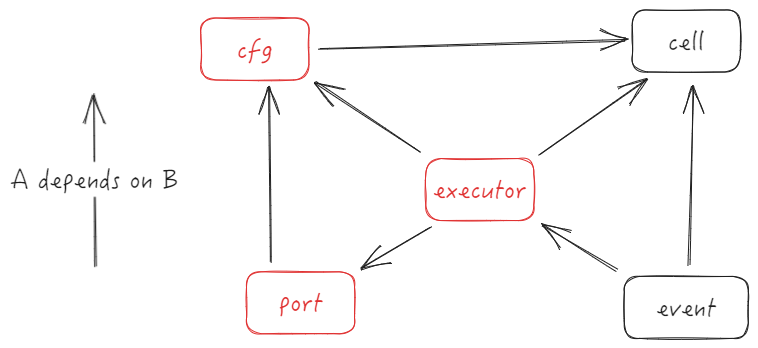 cfg
cell
A depends on B
executor
port
event